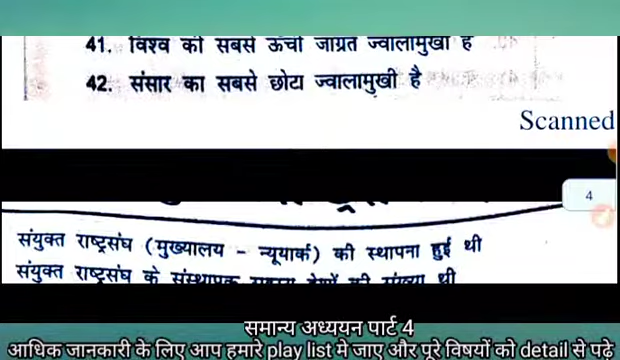 41. विश्व की सबसे ऊंची जाग्रत ज्वालामुखी है
42. संसार का सबसे छोटा ज्वालामुखी है
Scanned
4
संयुक्त राष्ट्रसंघ (मुख्यालय - न्यूयार्क) की स्थापना हुई थी
संयुक्त राष्ट्रसंघ के संस्थापक सदस्य देशों की संख्या थी
समान्य अध्ययन पार्ट 4
आधिक जानकारी के लिए आप हमारे play list मे जाए और पूरे विषयों को detail से पढ़े